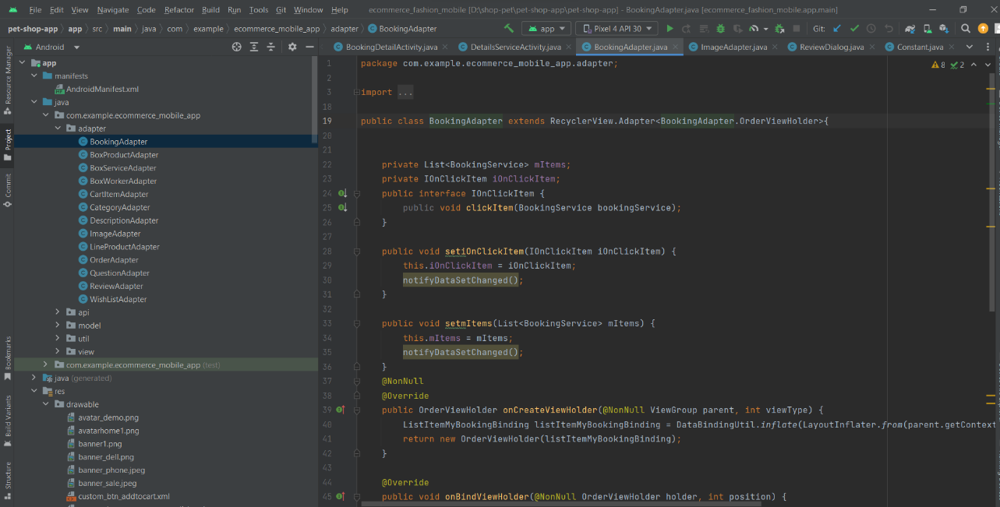 File Edit View Navigate Code Refactor Build Run Tools Git Window Help ecommerce_fashion_mobile [D:\shop-pet\pet-shop-app\pet-shop-app] - BookingAdapter.java [ecommerce_fashion_mobile.app.main]
pet-shop-app app src main java com example ecommerce_mobile_app adapter BookingAdapter app Pixel 4 API 30 Git:
Android BookingDetailActivity.java DetailsServiceActivity.java BookingAdapter.java ImageAdapter.java ReviewDialog.java Constant.java
Resource Manager
Project
Commit
Bookmarks
Build Variants
Structure
app
manifests
AndroidManifest.xml
java
com.example.ecommerce_mobile_app
adapter
BookingAdapter
BoxProductAdapter
BoxServiceAdapter
BoxWorkerAdapter
CartItemAdapter
CategoryAdapter
DescriptionAdapter
ImageAdapter
LineProductAdapter
OrderAdapter
QuestionAdapter
ReviewAdapter
WishListAdapter
api
model
util
view
com.example.ecommerce_mobile_app (test)
java (generated)
res
drawable
avatar_demo.png
avatarhome1.png
banner1.png
banner_dell.png
banner_phone.jpeg
banner_sale.jpeg
custom_btn_addtocart.xml
8 2
1 package com.example.ecommerce_mobile_app.adapter;
2
3 import ...
18
19 public class BookingAdapter extends RecyclerView.Adapter<BookingAdapter.OrderViewHolder>{
20
21
22 private List<BookingService> mItems;
23 private IOnClickItem iOnClickItem;
24 public interface IOnClickItem {
25 public void clickItem(BookingService bookingService);
26 }
27
28 public void setiOnClickItem(IOnClickItem iOnClickItem) {
29 this.iOnClickItem = iOnClickItem;
30 notifyDataSetChanged();
31 }
32
33 public void setmItems(List<BookingService> mItems) {
34 this.mItems = mItems;
35 notifyDataSetChanged();
36 }
37 @NonNull
38 @Override
39 public OrderViewHolder onCreateViewHolder(@NonNull ViewGroup parent, int viewType) {
40 ListItemMyBookingBinding listItemMyBookingBinding = DataBindingUtil.inflate(LayoutInflater.from(parent.getContext
41 return new OrderViewHolder(listItemMyBookingBinding);
42 }
43
44 @Override
45 public void onBindViewHolder(@NonNull OrderViewHolder holder, int position) {